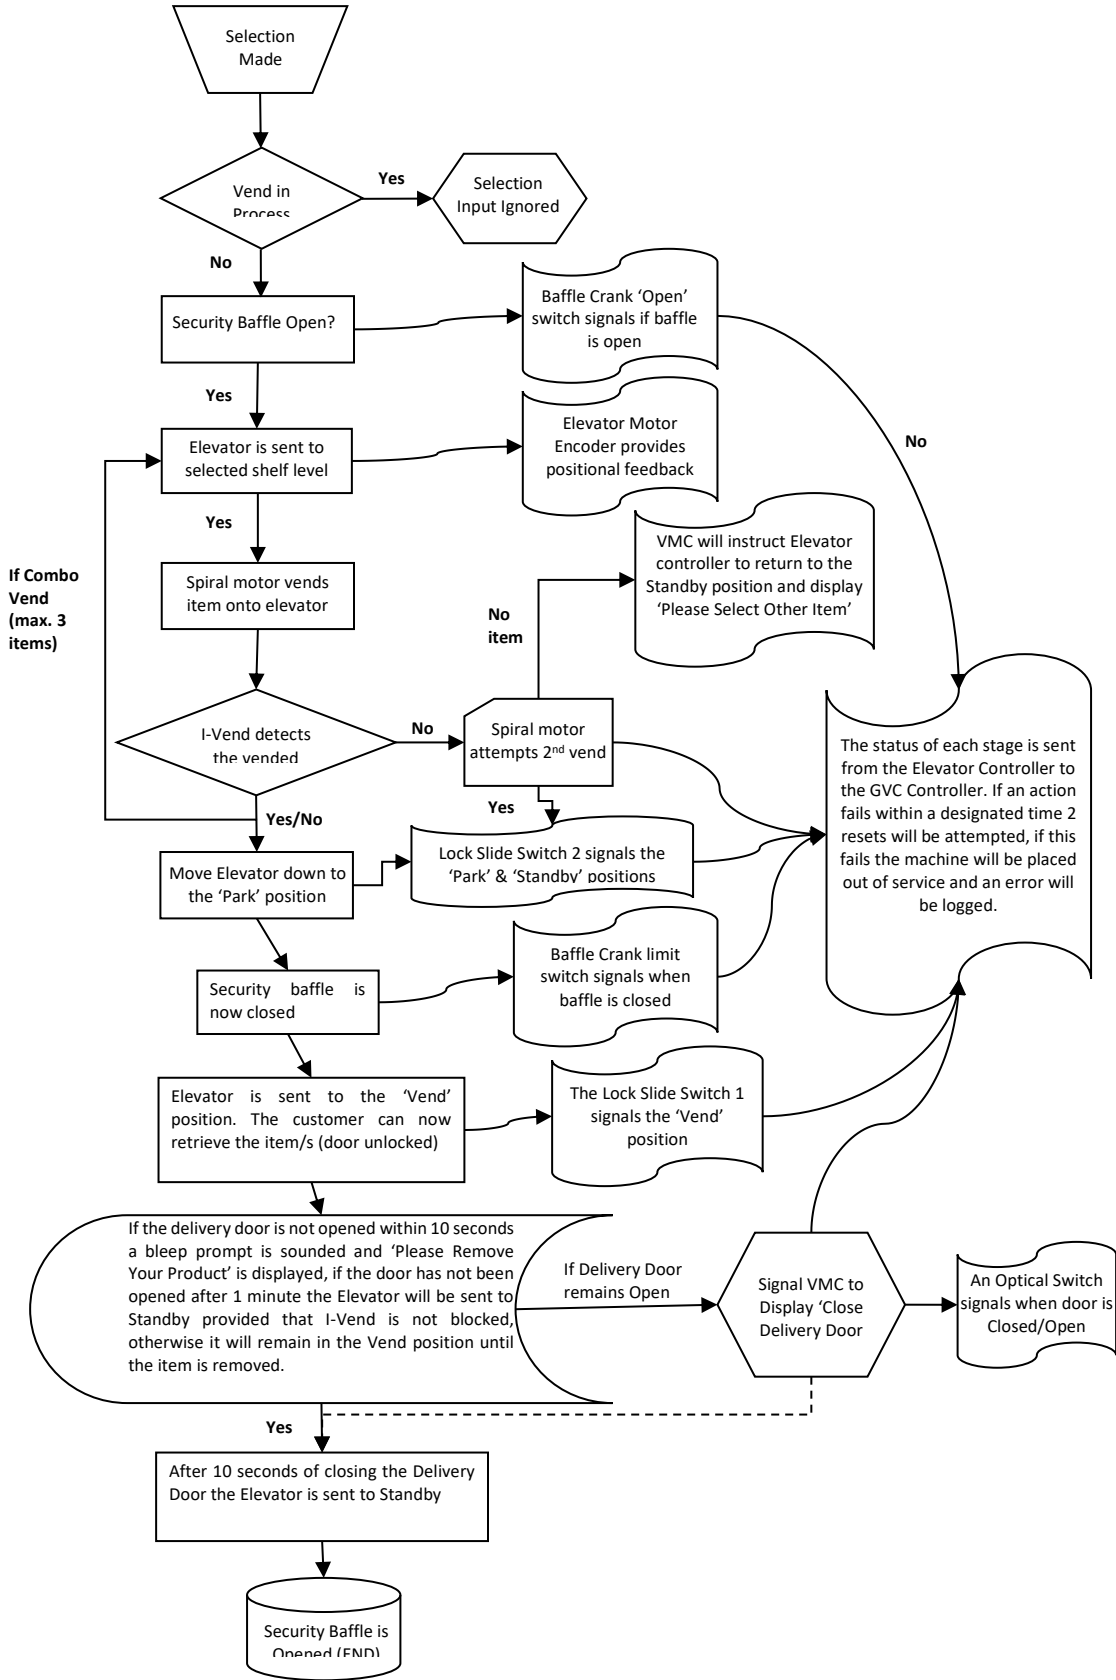 Selection
Made
Vend in
Process
Yes
Selection
Input Ignored
No
Security Baffle Open?
Baffle Crank ‘Open’
switch signals if baffle
is open
Yes
No
Elevator is sent to
selected shelf level
Elevator Motor
Encoder provides
positional feedback
Yes
If Combo
Vend
(max. 3
items)
Spiral motor vends
item onto elevator
VMC will instruct Elevator
controller to return to the
Standby position and display
‘Please Select Other Item’
No
item
I-Vend detects
the vended
No
Spiral motor
attempts 2nd vend
Yes
Yes/No
The status of each stage is sent
from the Elevator Controller to
the GVC Controller. If an action
fails within a designated time 2
resets will be attempted, if this
fails the machine will be placed
out of service and an error will
be logged.
Move Elevator down to
the ‘Park’ position
Lock Slide Switch 2 signals the
‘Park’ & ‘Standby’ positions
Security baffle is
now closed
Baffle Crank limit
switch signals when
baffle is closed
Elevator is sent to the ‘Vend’
position. The customer can now
retrieve the item/s (door unlocked)
The Lock Slide Switch 1
signals the ‘Vend’
position
If the delivery door is not opened within 10 seconds
a bleep prompt is sounded and ‘Please Remove
Your Product’ is displayed, if the door has not been
opened after 1 minute the Elevator will be sent to
Standby provided that I-Vend is not blocked,
otherwise it will remain in the Vend position until
the item is removed.
If Delivery Door
remains Open
Signal VMC to
Display ‘Close
Delivery Door
An Optical Switch
signals when door is
Closed/Open
Yes
After 10 seconds of closing the Delivery
Door the Elevator is sent to Standby
Security Baffle is
Opened (END)